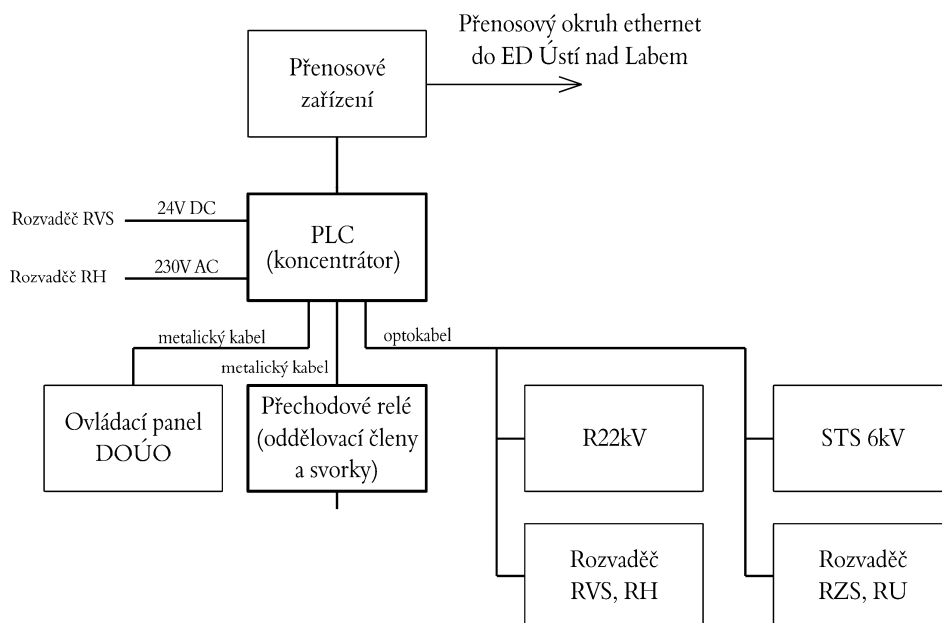 Přenosový okruh ethernet
do ED Ústí nad Labem
Přenosové
zařízení
Rozvaděč RVS
24V DC
PLC
(koncentrátor)
Rozvaděč RH
230V AC
metalický kabel
optokabel
metalický kabel
Ovládací panel
DOÚO
Přechodové relé
(oddělovací členy
a svorky)
R22kV
STS 6kV
Rozvaděč
RVS, RH
Rozvaděč
RZS, RU